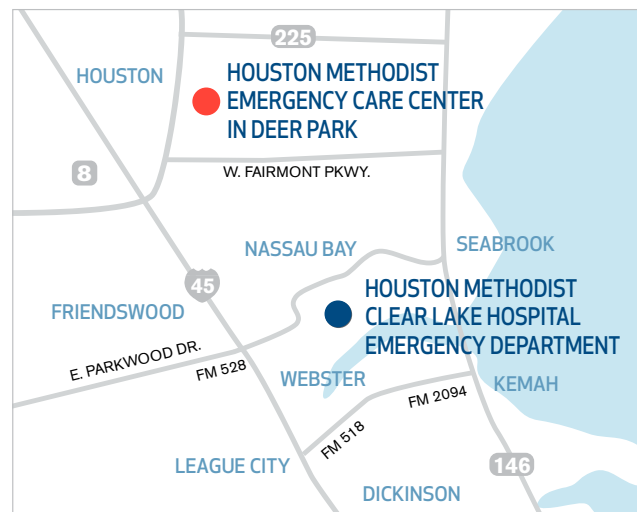 225
HOUSTON
HOUSTON METHODIST
EMERGENCY CARE CENTER
IN DEER PARK
8
W. FAIRMONT PKWY.
NASSAU BAY
SEABROOK
45
FRIENDSWOOD
HOUSTON METHODIST
CLEAR LAKE HOSPITAL
EMERGENCY DEPARTMENT
E. PARKWOOD DR.
FM 528
WEBSTER
KEMAH
FM 2094
FM 518
LEAGUE CITY
146
DICKINSON